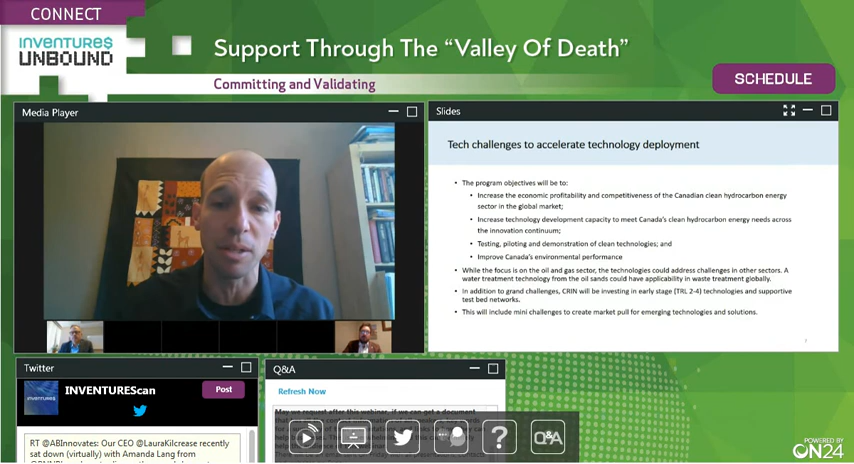 CONNECT
INVENTURE$
UNBOUND
Support Through The “Valley Of Death”
Committing and Validating
SCHEDULE
Media Player
Slides
Tech challenges to accelerate technology deployment
• The program objectives will be to:
• Increase the economic profitability and competitiveness of the Canadian clean hydrocarbon energy
sector in the global market;
• Increase technology development capacity to meet Canada's clean hydrocarbon energy needs across
the innovation continuum;
• Testing, piloting and demonstration of clean technologies; and
• Improve Canada's environmental performance
• While the focus is on the oil and gas sector, the technologies could address challenges in other sectors. A
water treatment technology from the oil sands could have applicability in waste treatment globally.
• In addition to grand challenges, CRIN will be investing in early stage (TRL 2-4) technologies and supportive
test bed networks.
• This will include mini challenges to create market pull for emerging technologies and solutions.
Twitter
INVENTUREScan
Post
RT @ABInnovates: Our CEO @LauraKilcrease recently
sat down (virtually) with Amanda Lang from
Q&A
Refresh Now
May we request after this webinar, if we can get a document
Q&A
POWERED BY
ON24